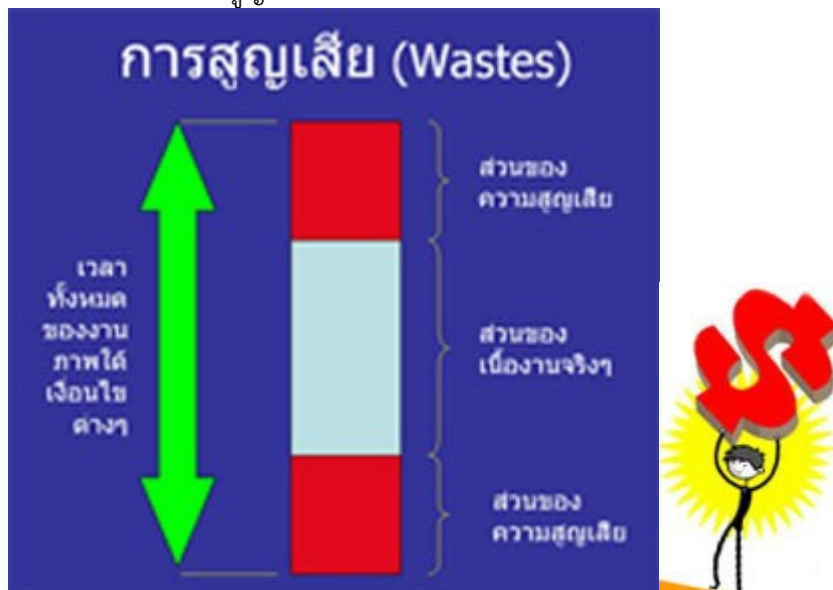 การสูญเสีย (Wastes)
ส่วนของ
ความสูญเสีย
เวลา
ทั้งหมด
ของงาน
ภาพใต้
เงื่อนไข
ต่างๆ
ส่วนของ
เนื้องานจริงๆ
ส่วนของ
ความสูญเสีย